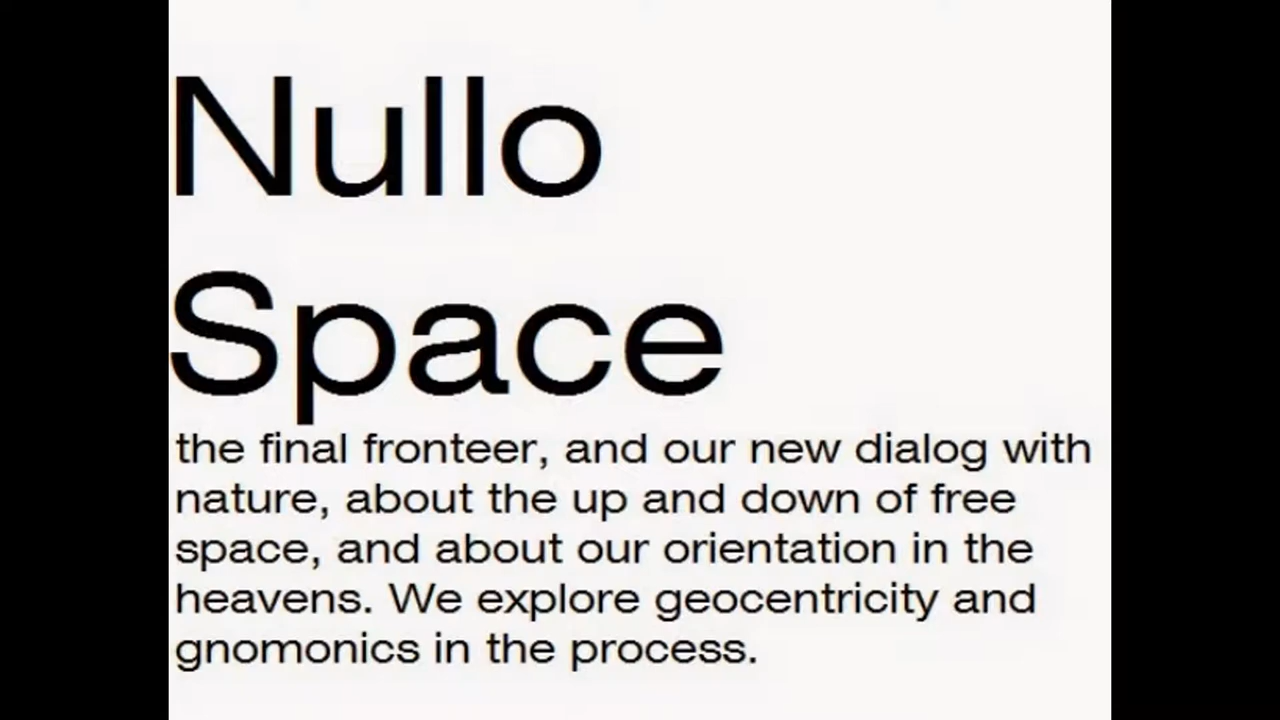 Nullo
Space
the final fronteer, and our new dialog with
nature, about the up and down of free
space, and about our orientation in the
heavens. We explore geocentricity and
gnomonics in the process.